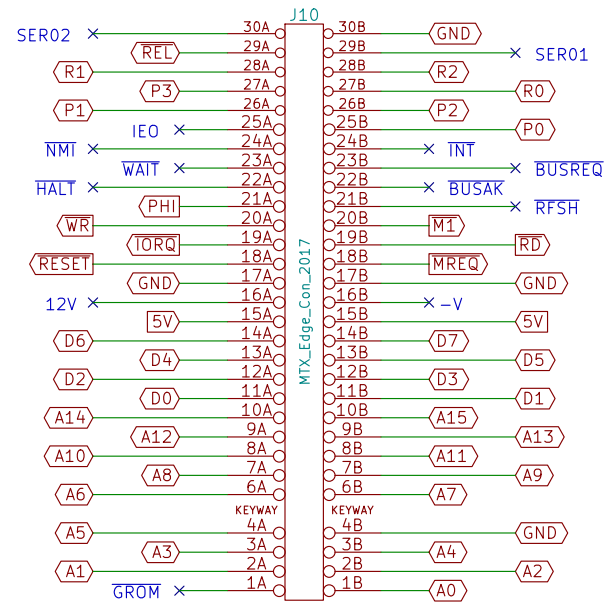 J10
SER02 30A 30B GND
REL 29A 29B SER01
R1 28A 28B R2
P3 27A 27B R0
P1 26A 26B P2
IEO 25A 25B P0
NMI 24A 24B INT
WAIT 23A 23B BUSREQ
HALT 22A 22B BUSAK
PHI 21A 21B RFSH
WR 20A 20B M1
IORQ 19A 19B RD
RESET 18A 18B MREQ
GND 17A 17B GND
12V 16A 16B -V
5V 15A 15B 5V
D6 14A 14B D7
D4 13A 13B D5
D2 12A 12B D3
D0 11A 11B D1
A14 10A 10B A15
A12 9A 9B A13
A10 8A 8B A11
A8 7A 7B A9
A6 6A 6B A7
KEYWAY KEYWAY
A5 4A 4B GND
A3 3A 3B A4
A1 2A 2B A2
GROM 1A 1B A0
MTX_Edge_Con_2017